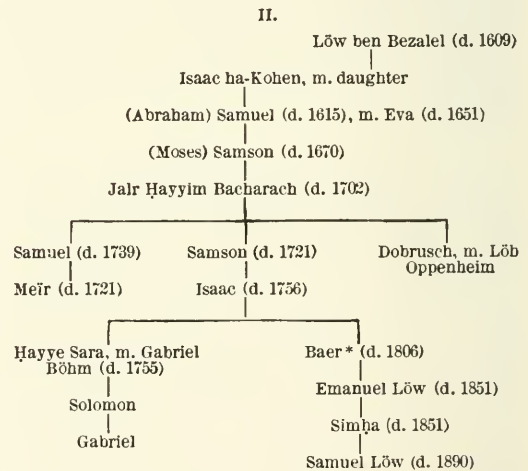 II.
Löw ben Bezalel (d. 1609)
Isaac ha-Kohen, m. daughter
(Abraham) Samuel (d. 1615), m. Eva (d. 1651)
(Moses) Samson (d. 1670)
Jaïr Ḥayyim Bacharach (d. 1702)
Samuel (d. 1739) Samson (d. 1721) Dobrusch, m. Löb
Oppenheim
Meïr (d. 1721) Isaac (d. 1756)
Ḥayye Sara, m. Gabriel Baer * (d. 1806)
Böhm (d. 1755)
Emanuel Löw (d. 1851)
Solomon
Simḥa (d. 1851)
Gabriel
Samuel Löw (d. 1890)